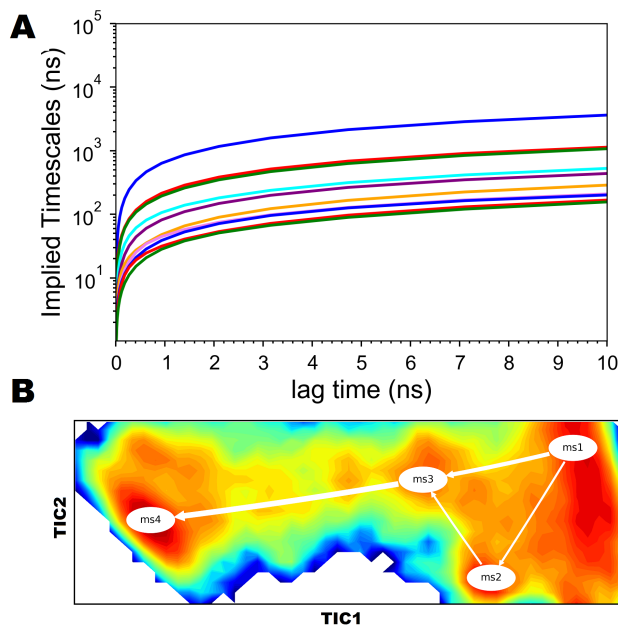 A
Implied Timescales (ns)
10^5
10^4
10^3
10^2
10^1
0 1 2 3 4 5 6 7 8 9 10
lag time (ns)
B
TIC2
ms1
ms3
ms4
ms2
TIC1